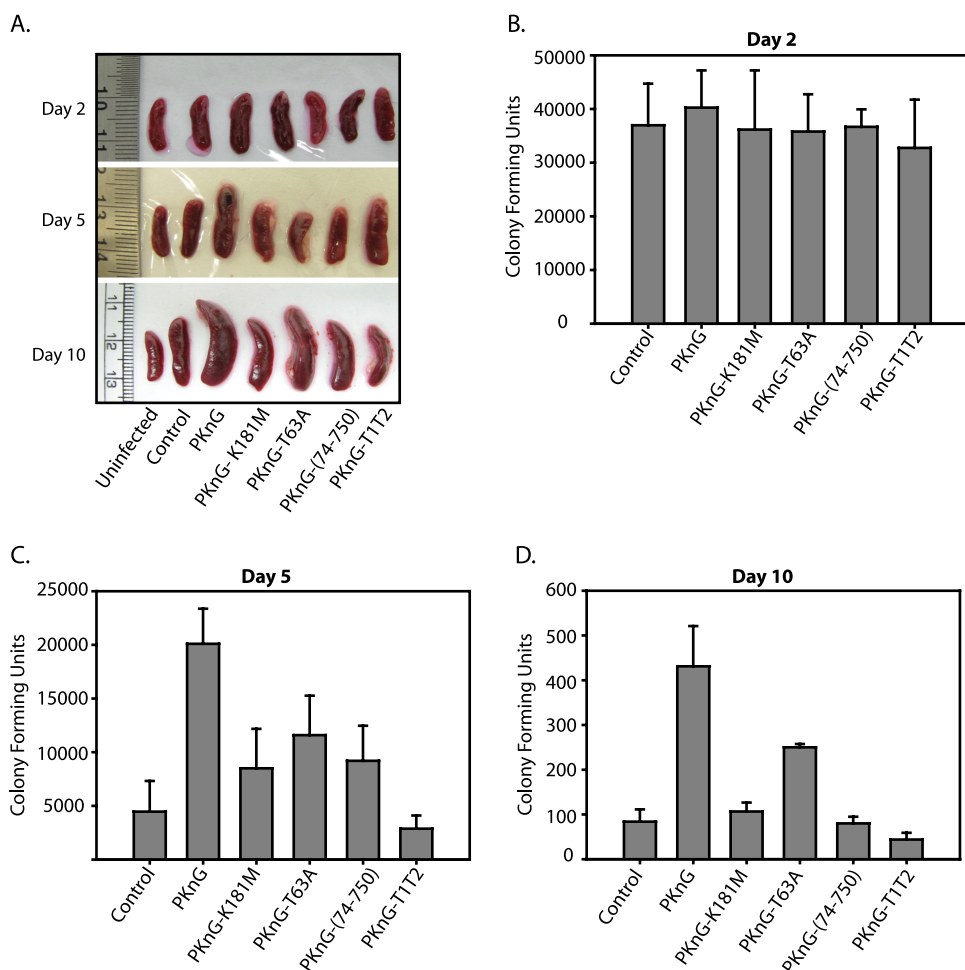 A.
Day 2
Day 5
Day 10
Uninfected
Control
PKnG
PKnG- K181M
PKnG-T63A
PKnG-(74-750)
PKnG-T1T2
B.
Day 2
Colony Forming Units
50000
40000
30000
20000
10000
0
Control
PKnG
PKnG-K181M
PKnG-T63A
PKnG-(74-750)
PKnG-T1T2
C.
Day 5
Colony Forming Units
25000
20000
15000
10000
5000
Control
PKnG
PKnG-K181M
PKnG-T63A
PKnG-(74-750)
PKnG-T1T2
D.
Day 10
Colony Forming Units
600
500
400
300
200
100
0
Control
PKnG
PKnG-K181M
PKnG-T63A
PKnG-(74-750)
PKnG-T1T2